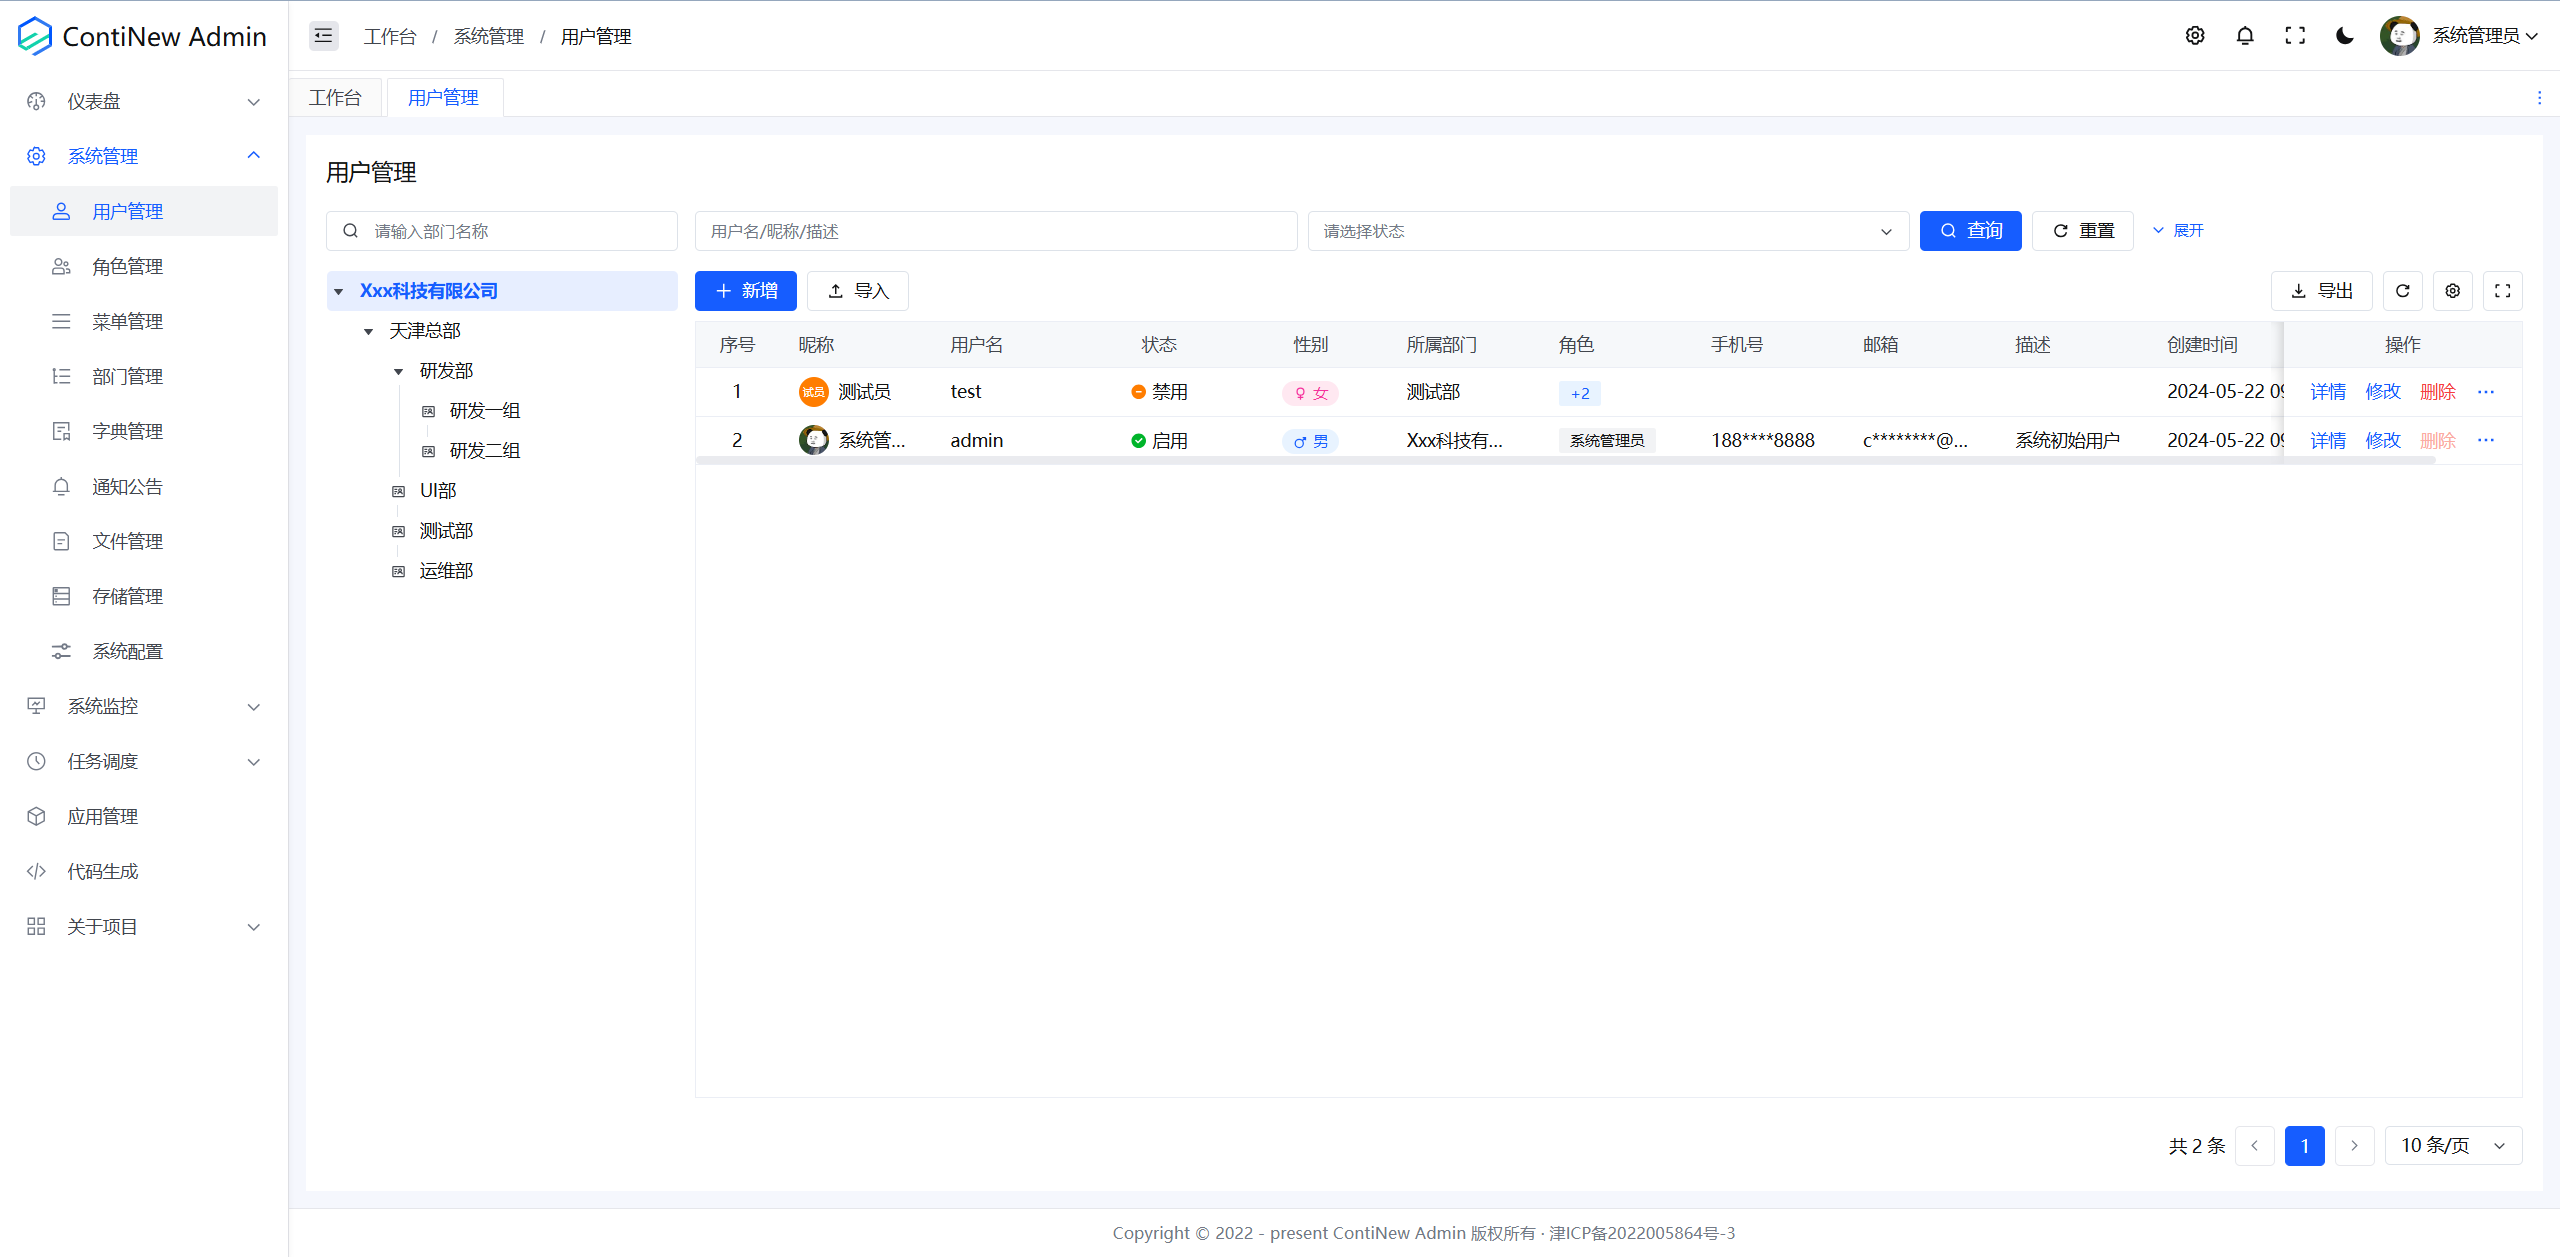 ContiNew Admin
工作台 / 系统管理 / 用户管理
系统管理员
仪表盘
系统管理
用户管理
角色管理
菜单管理
部门管理
字典管理
通知公告
文件管理
存储管理
系统配置
系统监控
任务调度
应用管理
代码生成
关于项目
工作台 用户管理
用户管理
请输入部门名称
Xxx科技有限公司
天津总部
研发部
研发一组
研发二组
UI部
测试部
运维部
用户名/昵称/描述 请选择状态 查询 重置 展开
新增 导入 导出
序号 昵称 用户名 状态 性别 所属部门 角色 手机号 邮箱 描述 创建时间 操作
1 试员 测试员 test 禁用 女 测试部 +2 2024-05-22 09 详情 修改 删除 ...
2 系统管... admin 启用 男 Xxx科技有... 系统管理员 188****8888 c********@... 系统初始用户 2024-05-22 09 详情 修改 删除 ...
共 2 条 1 10 条/页
Copyright © 2022 - present ContiNew Admin 版权所有 · 津ICP备2022005864号-3